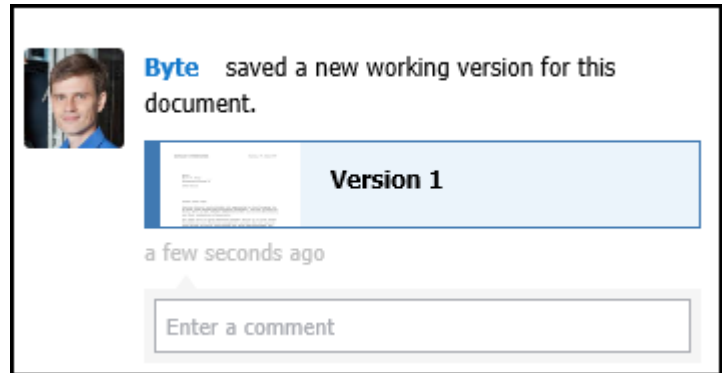 Byte saved a new working version for this
document.
Version 1
a few seconds ago
Enter a comment